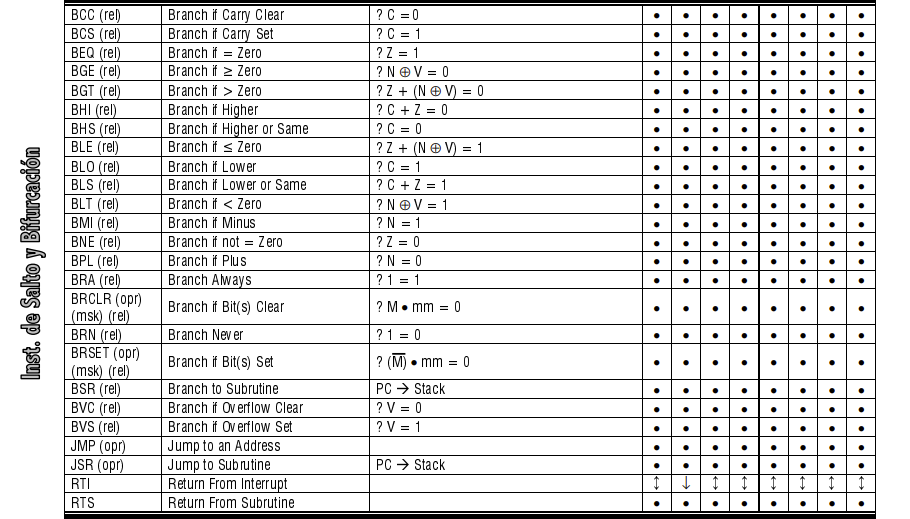 Inst. de Salto y Bifurcación
BCC (rel) Branch if Carry Clear ? C = 0 • • • • • • • •
BCS (rel) Branch if Carry Set ? C = 1 • • • • • • • •
BEQ (rel) Branch if = Zero ? Z = 1 • • • • • • • •
BGE (rel) Branch if ≥ Zero ? N ⊕ V = 0 • • • • • • • •
BGT (rel) Branch if > Zero ? Z + (N ⊕ V) = 0 • • • • • • • •
BHI (rel) Branch if Higher ? C + Z = 0 • • • • • • • •
BHS (rel) Branch if Higher or Same ? C = 0 • • • • • • • •
BLE (rel) Branch if ≤ Zero ? Z + (N ⊕ V) = 1 • • • • • • • •
BLO (rel) Branch if Lower ? C = 1 • • • • • • • •
BLS (rel) Branch if Lower or Same ? C + Z = 1 • • • • • • • •
BLT (rel) Branch if < Zero ? N ⊕ V = 1 • • • • • • • •
BMI (rel) Branch if Minus ? N = 1 • • • • • • • •
BNE (rel) Branch if not = Zero ? Z = 0 • • • • • • • •
BPL (rel) Branch if Plus ? N = 0 • • • • • • • •
BRA (rel) Branch Always ? 1 = 1 • • • • • • • •
BRCLR (opr)
(msk) (rel) Branch if Bit(s) Clear ? M • mm = 0 • • • • • • • •
BRN (rel) Branch Never ? 1 = 0 • • • • • • • •
BRSET (opr)
(msk) (rel) Branch if Bit(s) Set ? (M̅) • mm = 0 • • • • • • • •
BSR (rel) Branch to Subrutine PC → Stack • • • • • • • •
BVC (rel) Branch if Overflow Clear ? V = 0 • • • • • • • •
BVS (rel) Branch if Overflow Set ? V = 1 • • • • • • • •
JMP (opr) Jump to an Address • • • • • • • •
JSR (opr) Jump to Subrutine PC → Stack • • • • • • • •
RTI Return From Interrupt ↕ ↓ ↕ ↕ ↕ ↕ ↕ ↕
RTS Return From Subrutine • • • • • • • •